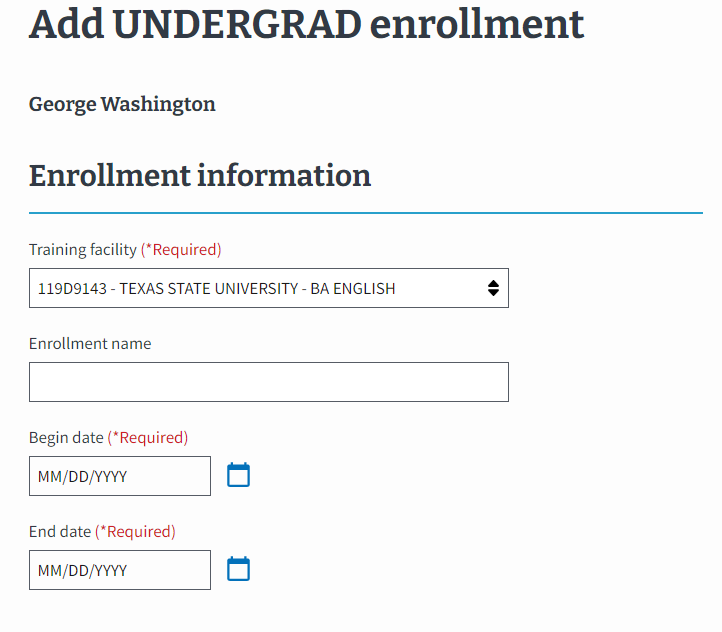 Add UNDERGRAD enrollment
George Washington
Enrollment information
Training facility (*Required)
119D9143 - TEXAS STATE UNIVERSITY - BA ENGLISH
Enrollment name
Begin date (*Required)
MM/DD/YYYY
End date (*Required)
MM/DD/YYYY